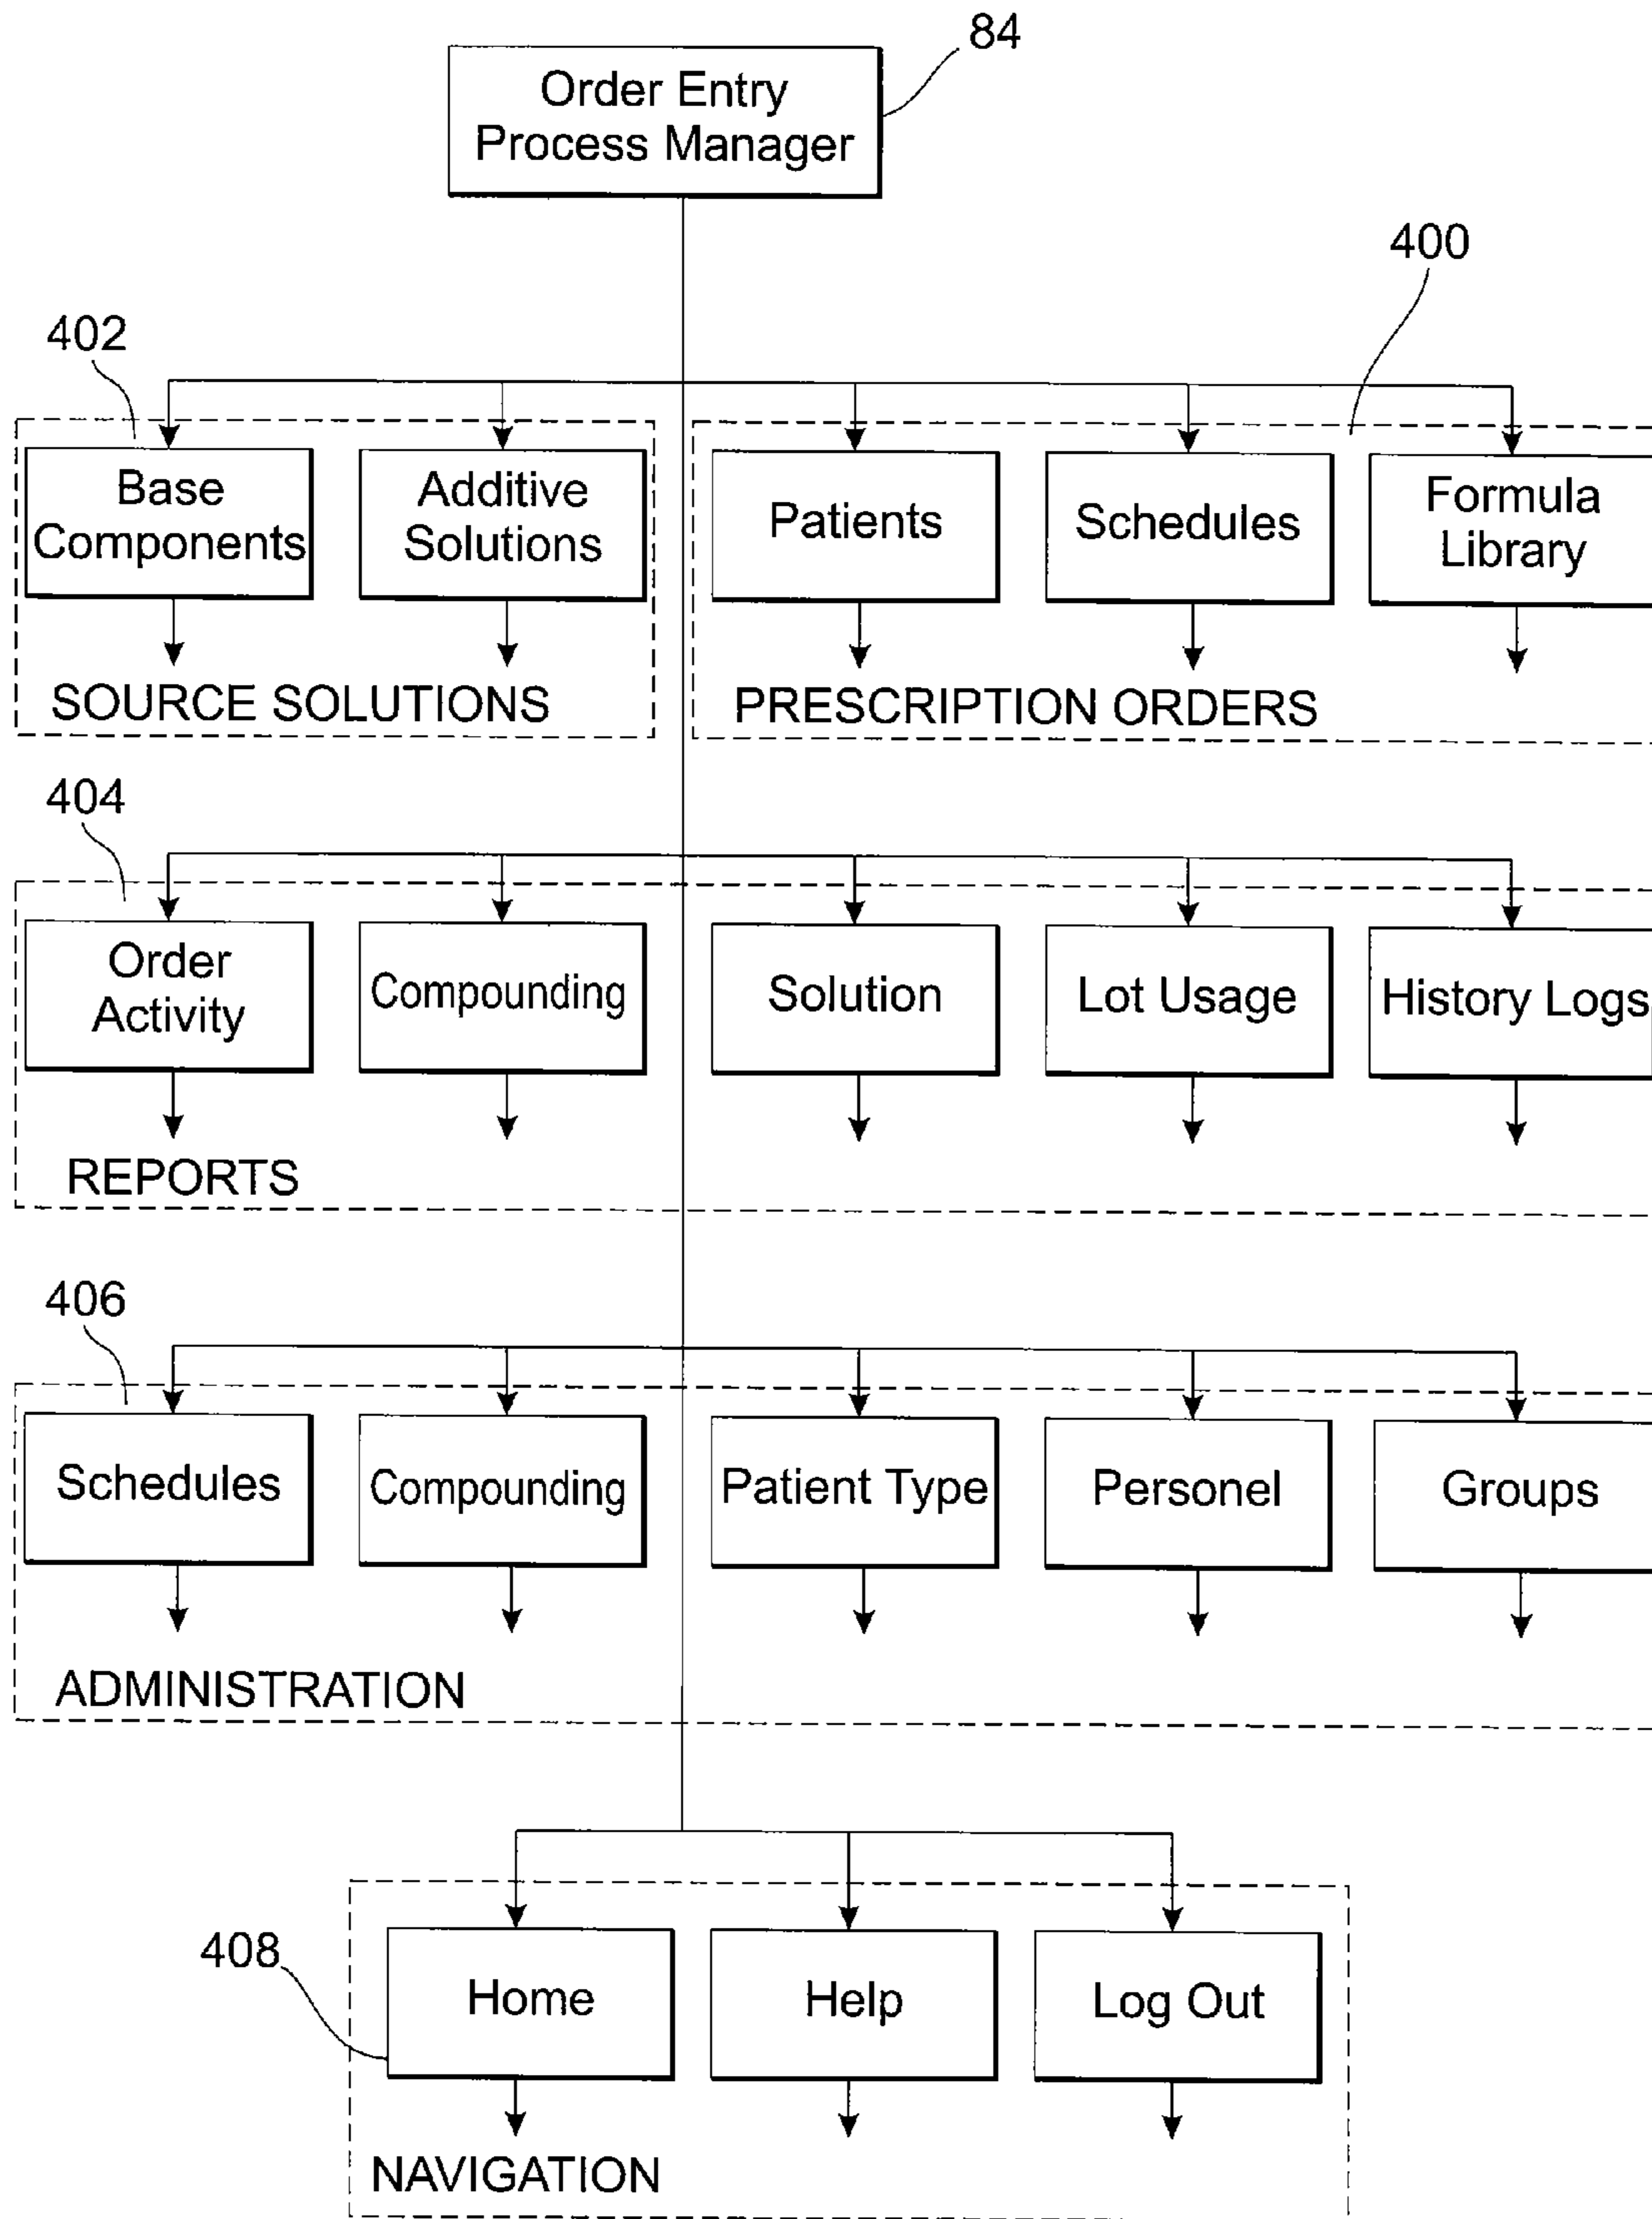 84
Order Entry
Process Manager
400
402
Base
Components
Additive
Solutions
Patients
Schedules
Formula
Library
SOURCE SOLUTIONS
PRESCRIPTION ORDERS
404
Order
Activity
Compounding
Solution
Lot Usage
History Logs
REPORTS
406
Schedules
Compounding
Patient Type
Personel
Groups
ADMINISTRATION
408
Home
Help
Log Out
NAVIGATION